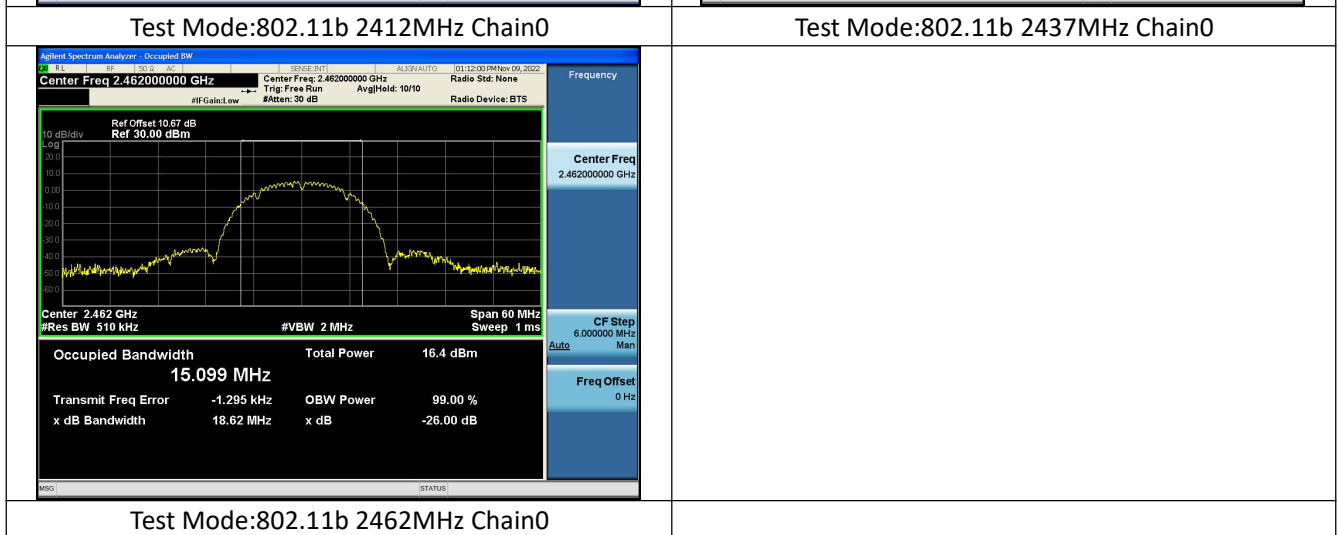 Test Mode:802.11b 2412MHz Chain0
Test Mode:802.11b 2437MHz Chain0
Agilent Spectrum Analyzer - Occupied BW
RL RF 50 Ω AC SENSE:INT ALIGN AUTO 01:12:00 PM Nov 09, 2022
Center Freq 2.462000000 GHz
Center Freq: 2.462000000 GHz
Radio Std: None
Trig: Free Run
Avg|Hold: 10/10
#IFGain:Low
#Atten: 30 dB
Radio Device: BTS
Frequency
Ref Offset 10.67 dB
10 dB/div
Ref 30.00 dBm
Log
20.0
10.0
0.00
-10.0
-20.0
-30.0
-40.0
-50.0
-60.0
Center Freq
2.462000000 GHz
Center 2.462 GHz
Span 60 MHz
#Res BW 510 kHz
#VBW 2 MHz
Sweep 1 ms
CF Step
6.000000 MHz
Auto Man
Occupied Bandwidth
Total Power 16.4 dBm
15.099 MHz
Freq Offset
0 Hz
Transmit Freq Error -1.295 kHz
OBW Power 99.00 %
x dB Bandwidth 18.62 MHz
x dB -26.00 dB
MSG
STATUS
Test Mode:802.11b 2462MHz Chain0